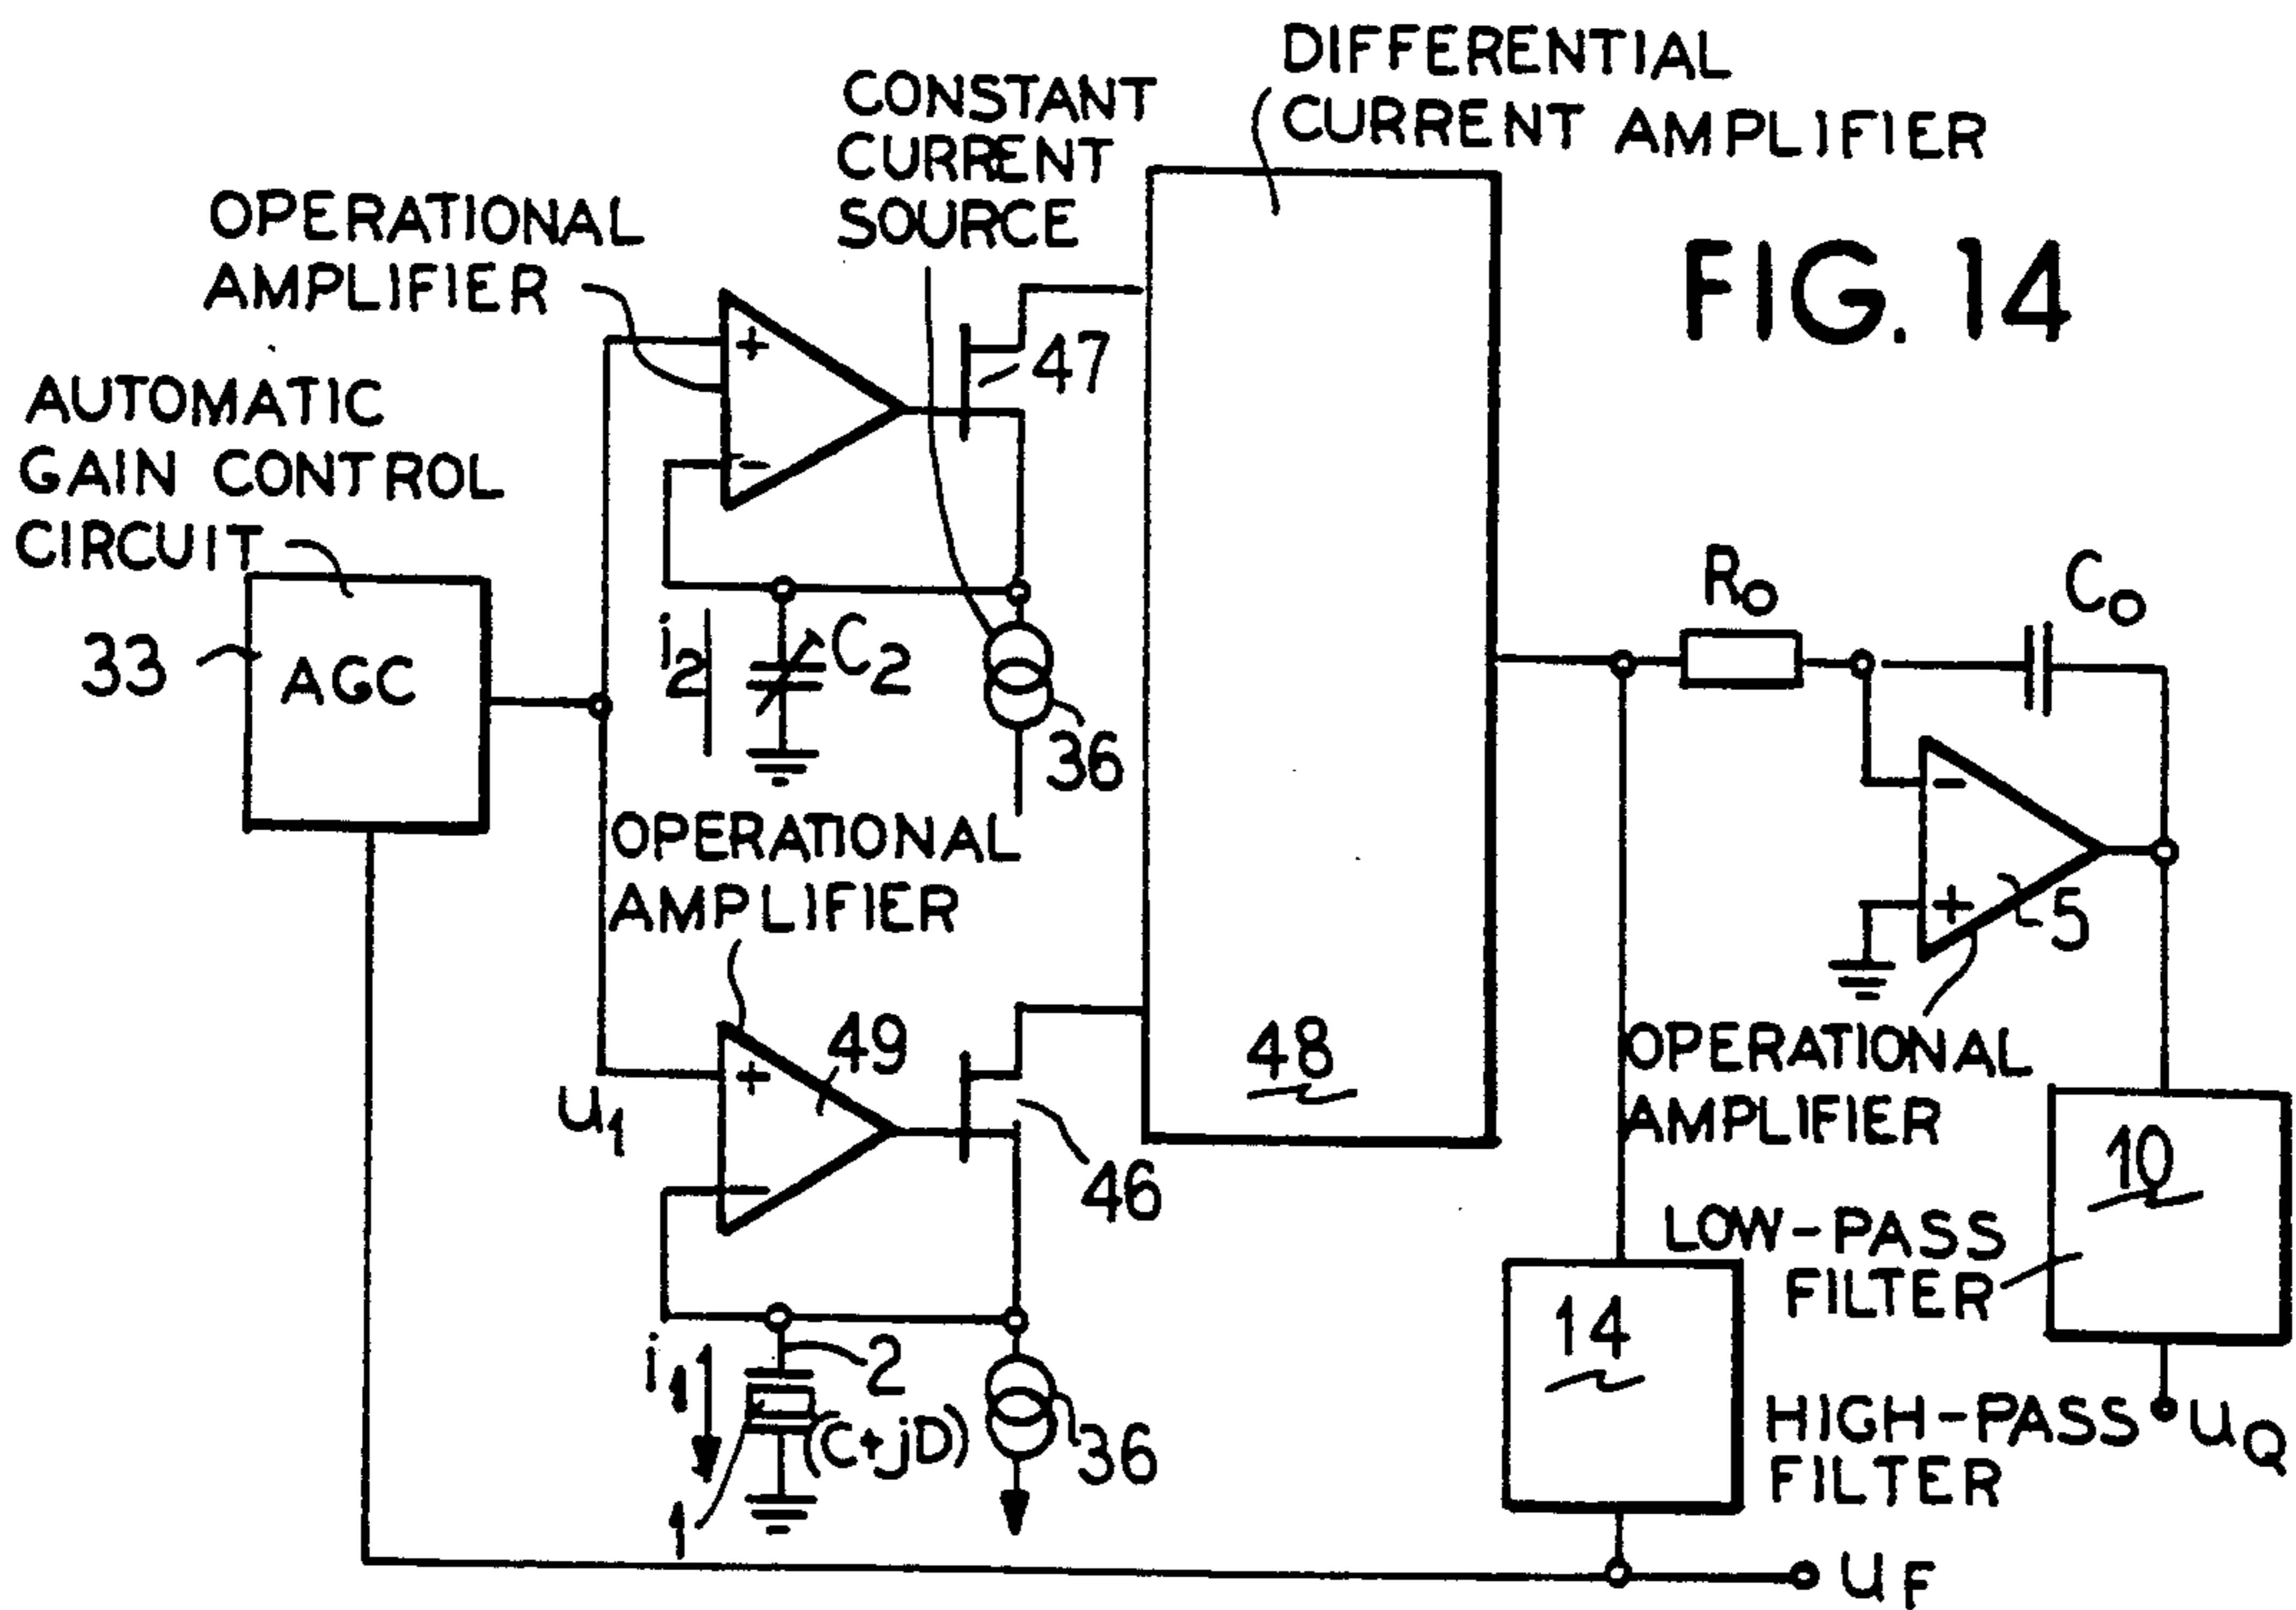 DIFFERENTIAL
CURRENT AMPLIFIER
CONSTANT
CURRENT
SOURCE
OPERATIONAL
AMPLIFIER
FIG. 14
+
47
AUTOMATIC
GAIN CONTROL
CIRCUIT
-
33
AGC
i2
C2
36
R0
C0
-
+
5
OPERATIONAL
AMPLIFIER
+
49
u1
-
46
48
OPERATIONAL
AMPLIFIER
10
LOW-PASS
FILTER
14
i1
2
(C+jD)
36
1
HIGH-PASS
FILTER
uQ
uF